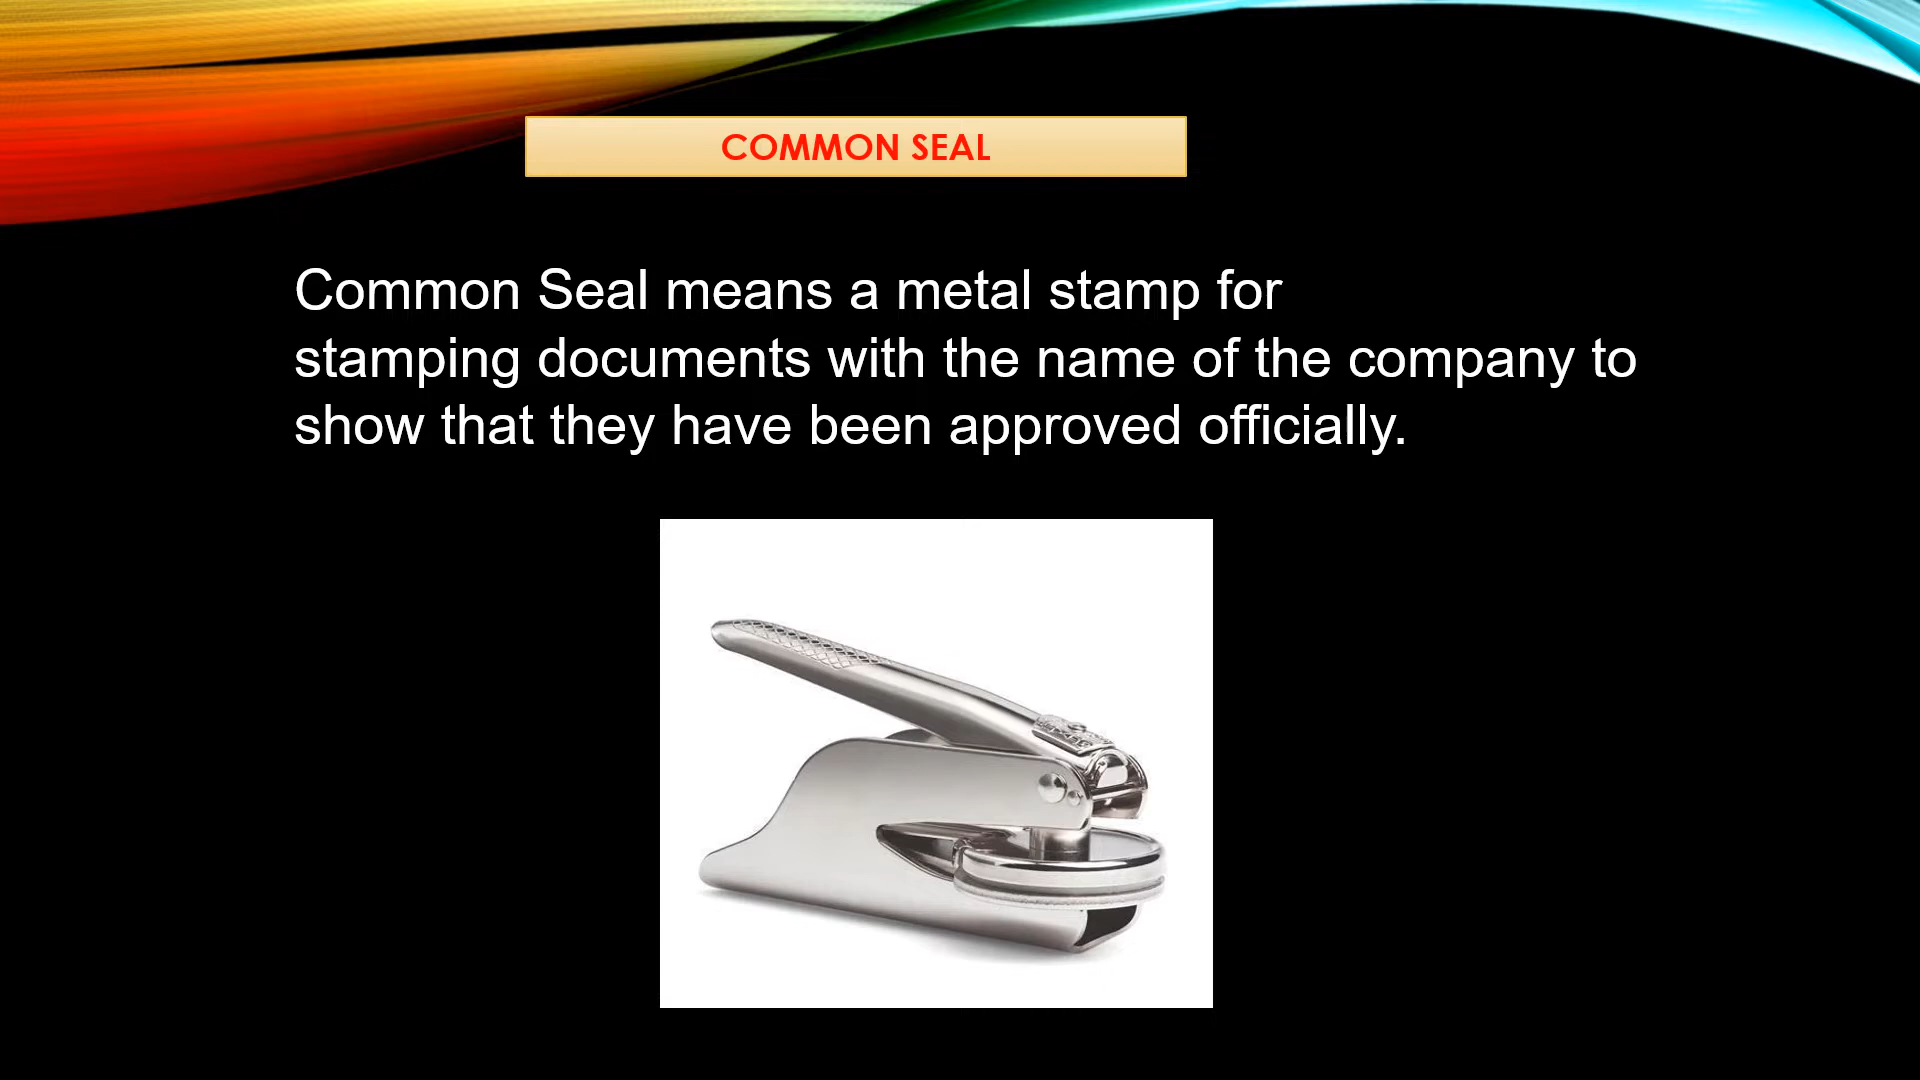 COMMON SEAL
Common Seal means a metal stamp for
stamping documents with the name of the company to
show that they have been approved officially.